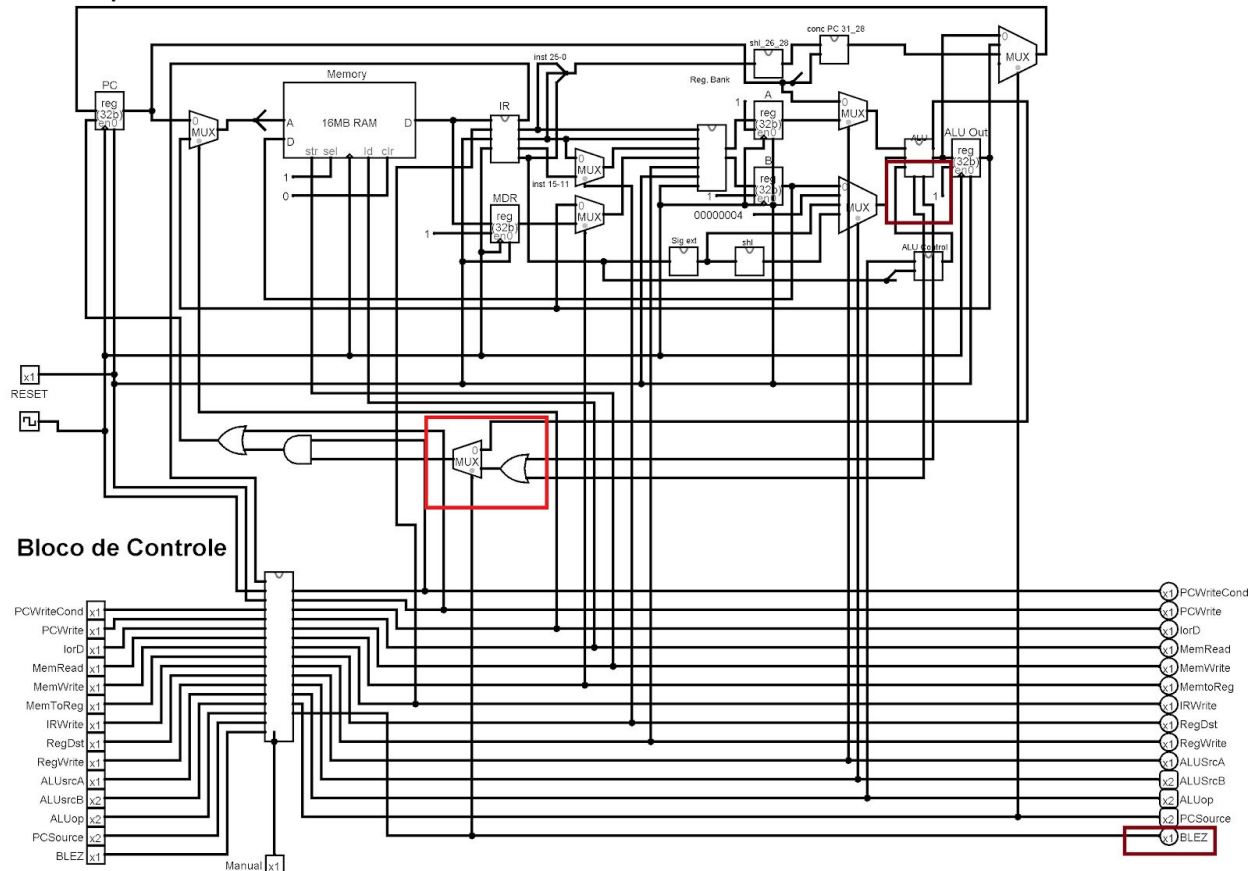 conc PC 31_28
shl_26_28
0
MUX
inst 25-0
Reg. Bank
PC
reg
(32b)
en0
0
MUX
Memory
A
16MB RAM
D
D
str sel
ld clr
1
0
IR
inst 15-11
0
MUX
MDR
reg
(32b)
en0
1
0
MUX
A
1
reg
(32b)
en0
B
reg
(32b)
en0
1
00000004
0
MUX
0
MUX
ALU
ALU Out
reg
(32b)
en0
1
Sig ext
shl
ALU Control
x1
RESET
0
MUX
Bloco de Controle
PCWriteCond x1
PCWrite x1
IorD x1
MemRead x1
MemWrite x1
MemToReg x1
IRWrite x1
RegDst x1
RegWrite x1
ALUsrcA x1
ALUsrcB x2
ALUop x2
PCSource x2
BLEZ x1
Manual x1
x1 PCWriteCond
x1 PCWrite
x1 IorD
x1 MemRead
x1 MemWrite
x1 MemtoReg
x1 IRWrite
x1 RegDst
x1 RegWrite
x1 ALUSrcA
x2 ALUSrcB
x2 ALUop
x2 PCSource
x1 BLEZ